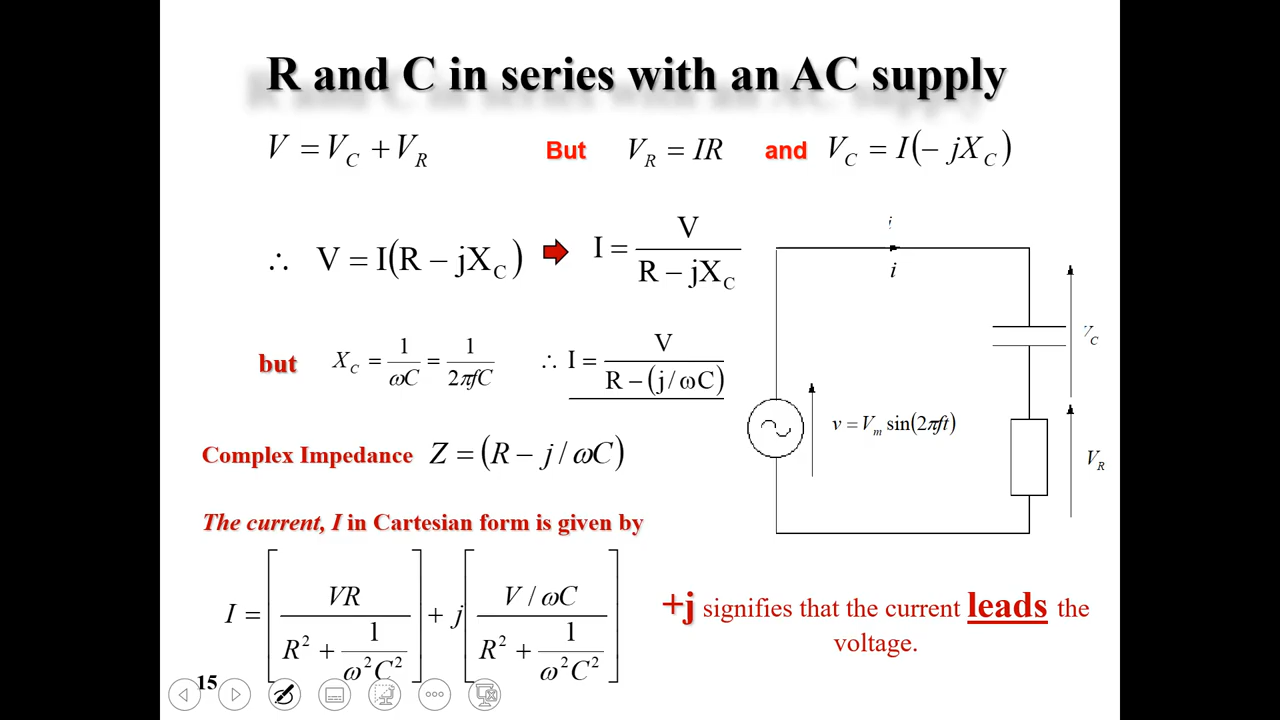 R and C in series with an AC supply
V = V_C + V_R But V_R = IR and V_C = I(− jX_C)
∴ V = I(R − jX_C) I = V / (R − jX_C)
i
i
but X_C = 1/ωC = 1/2πfC ∴ I = V / (R − (j/ωC))
V_C
v = V_m sin(2πft)
Complex Impedance Z = (R − j/ωC)
V_R
The current, I in Cartesian form is given by
I = [VR / (R² + 1/ω²C²)] + j[V/ωC / (R² + 1/ω²C²)]
+j signifies that the current leads the
voltage.
15